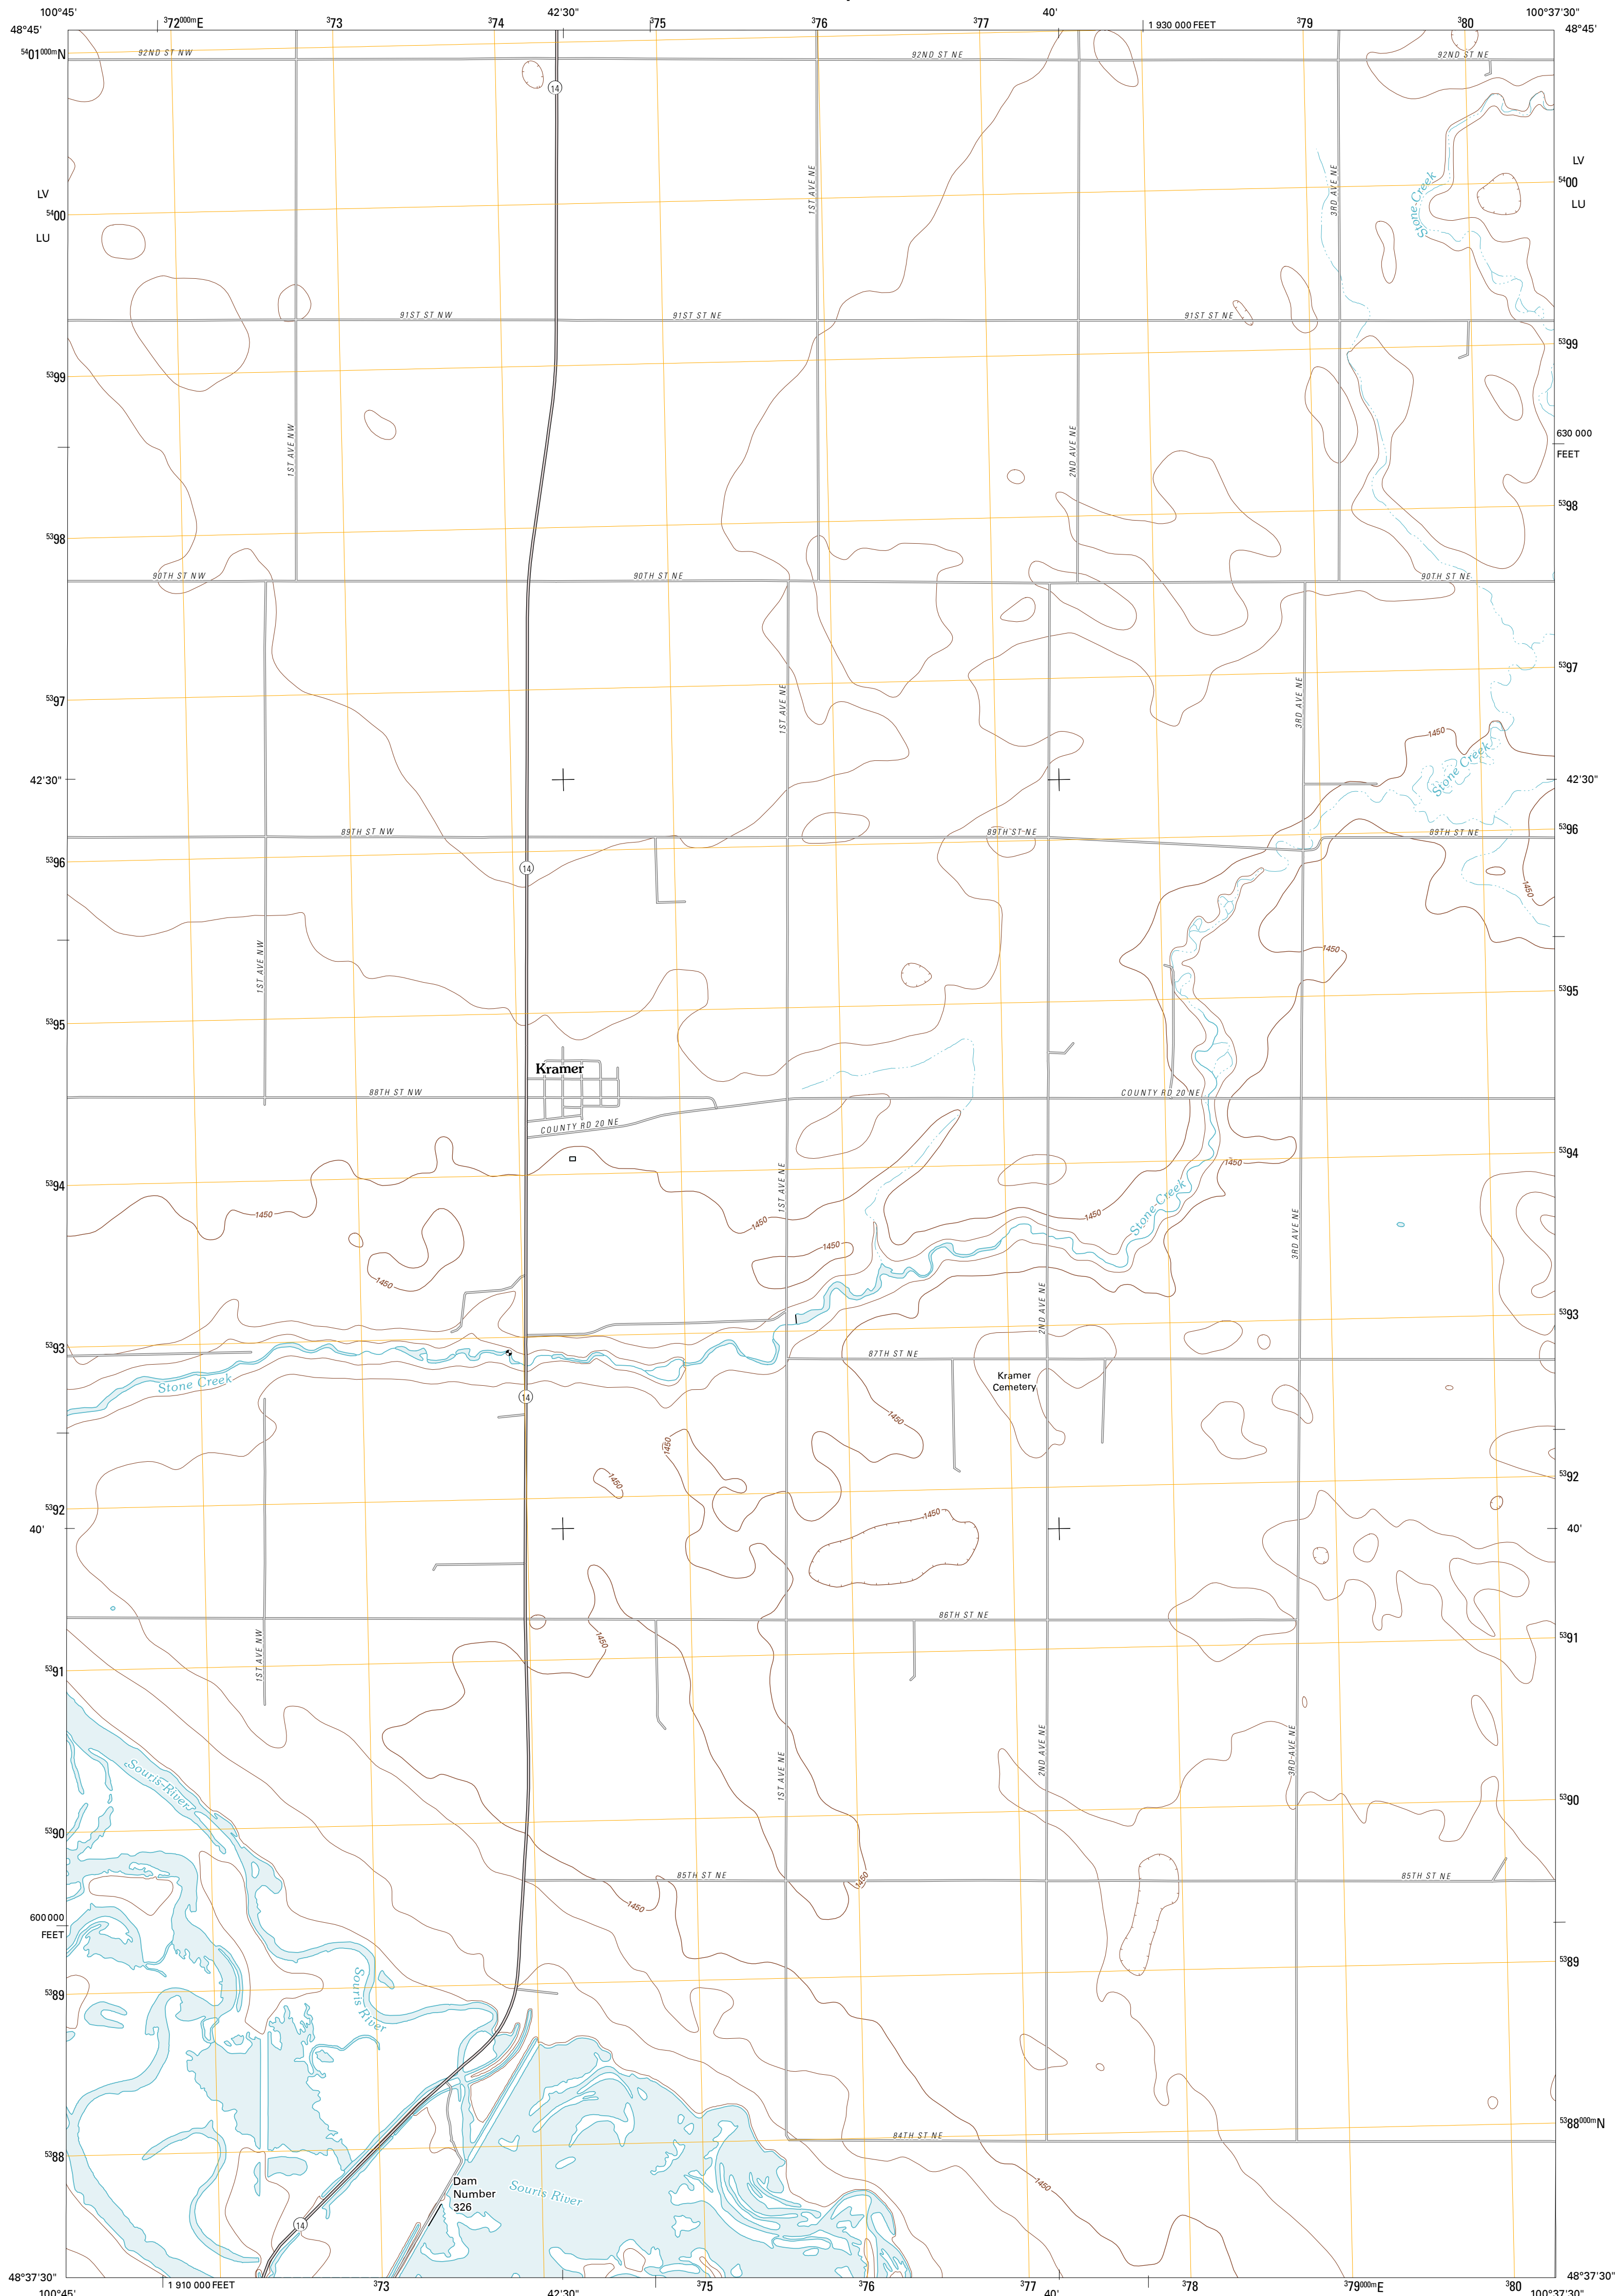 100°45'
³72⁰⁰⁰ᵐE
³73
³74
42'30"
³75
³76
³77
40'
1 930 000 FEET
³79
³80
100°37'30"
48°45'
48°45'
⁵⁴01⁰⁰⁰ᵐN
92ND ST NW
92ND ST NE
92ND ST NE
14
LV
LV
1ST AVE NE
3RD AVE NE
Stone Creek
⁵⁴00
LU
⁵⁴00
LU
91ST ST NW
91ST ST NE
91ST ST NE
⁵³99
⁵³99
1ST AVE NW
2ND AVE NE
630 000
FEET
⁵³98
⁵³98
90TH ST NW
90TH ST NE
90TH ST NE
⁵³97
⁵³97
1ST AVE NE
3RD AVE NE
1450
Stone Creek
42'30"
42'30"
89TH ST NW
89TH ST NE
89TH ST NE
⁵³96
⁵³96
14
1450
1ST AVE NW
1450
⁵³95
⁵³95
Kramer
88TH ST NW
COUNTY RD 20 NE
COUNTY RD 20 NE
⁵³94
⁵³94
1450
1ST AVE NE
Stone Creek
1450
1450
1450
1450
3RD AVE NE
1450
2ND AVE NE
⁵³93
⁵³93
87TH ST NE
Stone Creek
14
Kramer
Cemetery
1450
1450
1450
⁵³92
⁵³92
1450
40'
40'
86TH ST NE
1450
1ST AVE NW
⁵³91
⁵³91
Souris River
1ST AVE NE
2ND AVE NE
3RD AVE NE
⁵³90
⁵³90
85TH ST NE
85TH ST NE
1450
1450
600 000
FEET
⁵³89
⁵³89
Souris River
⁵³88⁰⁰⁰ᵐN
84TH ST NE
⁵³88
1450
Dam
Number
326
Souris River
14
48°37'30"
48°37'30"
100°45'
1 910 000 FEET
³73
42'30"
³75
³76
³77
40'
³78
³79⁰⁰⁰ᵐE
³80
100°37'30"